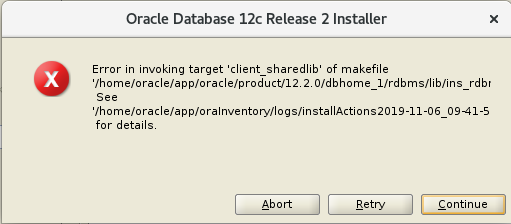 Oracle Database 12c Release 2 Installer
Error in invoking target 'client_sharedlib' of makefile
'/home/oracle/app/oracle/product/12.2.0/dbhome_1/rdbms/lib/ins_rdbr
See
'/home/oracle/app/oraInventory/logs/installActions2019-11-06_09-41-5
for details.
Abort Retry Continue